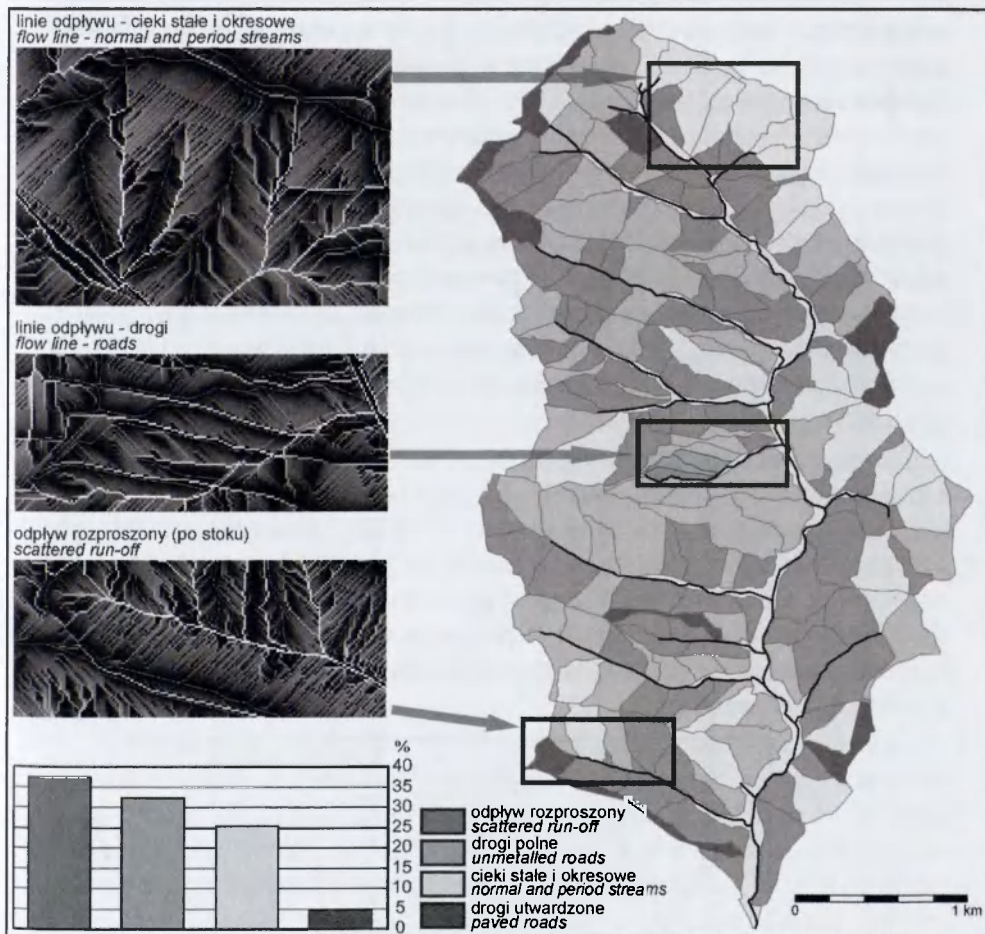 linie odpływu - cieki stałe i okresowe
flow line - normal and period streams
linie odpływu - drogi
flow line - roads
odpływ rozproszony (po stoku)
scattered run-off
%
40
35
30
25
20
15
10
5
0
odpływ rozproszony
scattered run-off
drogi polne
unmetalled roads
cieki stałe i okresowe
normal and period streams
drogi utwardzone
paved roads
0 1 km